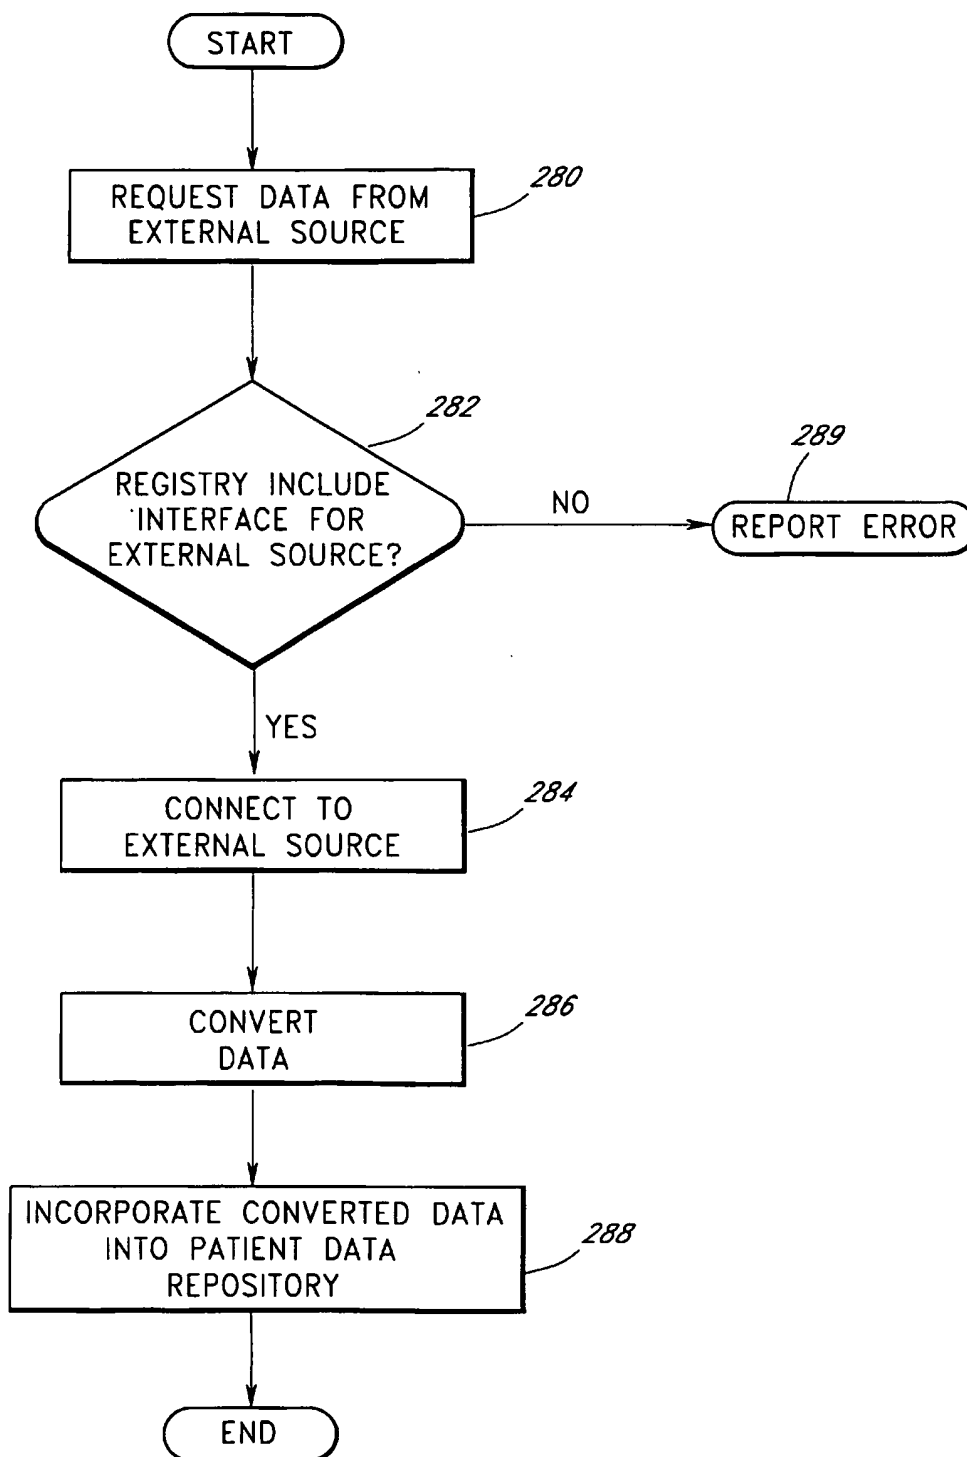 START
280
REQUEST DATA FROM
EXTERNAL SOURCE
282
REGISTRY INCLUDE
INTERFACE FOR
EXTERNAL SOURCE?
NO
289
REPORT ERROR
YES
284
CONNECT TO
EXTERNAL SOURCE
286
CONVERT
DATA
INCORPORATE CONVERTED DATA
INTO PATIENT DATA
REPOSITORY
288
END